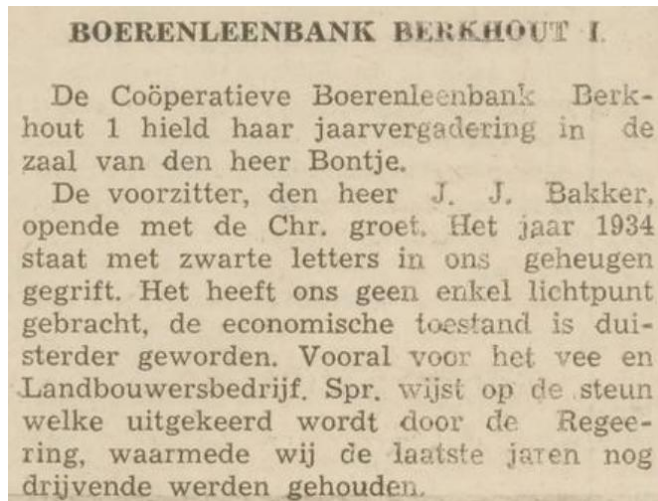 BOERENLEENBANK BERKHOUT I.
De Coöperatieve Boerenleenbank Berk-
hout 1 hield haar jaarvergadering in de
zaal van den heer Bontje.
De voorzitter, den heer J. J. Bakker,
opende met de Chr. groet. Het jaar 1934
staat met zwarte letters in ons geheugen
gegrift. Het heeft ons geen enkel lichtpunt
gebracht, de economische toestand is dui-
sterder geworden. Vooral voor het vee en
Landbouwersbedrijf. Spr. wijst op de steun
welke uitgekeerd wordt door de Regee-
ring, waarmede wij de laatste jaren nog
drijvende werden gehouden.